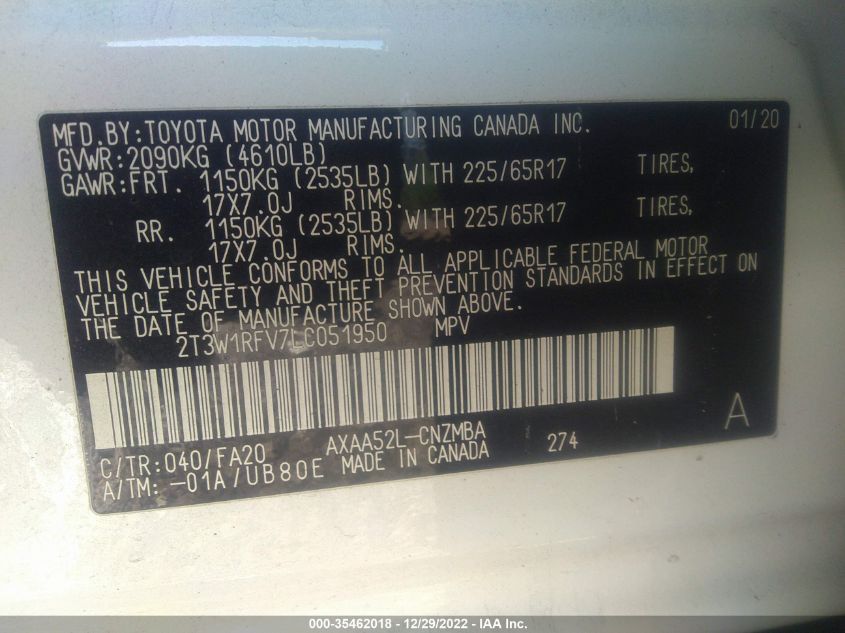 MFD.BY:TOYOTA MOTOR MANUFACTURING CANADA INC. 01/20
GVWR:2090KG (4610LB)
GAWR:FRT. 1150KG (2535LB) WITH 225/65R17 TIRES,
17X7.0J RIMS.
RR. 1150KG (2535LB) WITH 225/65R17 TIRES,
17X7.0J RIMS.
THIS VEHICLE CONFORMS TO ALL APPLICABLE FEDERAL MOTOR
VEHICLE SAFETY AND THEFT PREVENTION STANDARDS IN EFFECT ON
THE DATE OF MANUFACTURE SHOWN ABOVE.
2T3W1RFV7LC051950 MPV
C/TR:040/FA20 AXAA52L-CNZMBA 274 A
A/TM:-01A/UB80E MADE IN CANADA
000-35462018 - 12/29/2022 - IAA Inc.